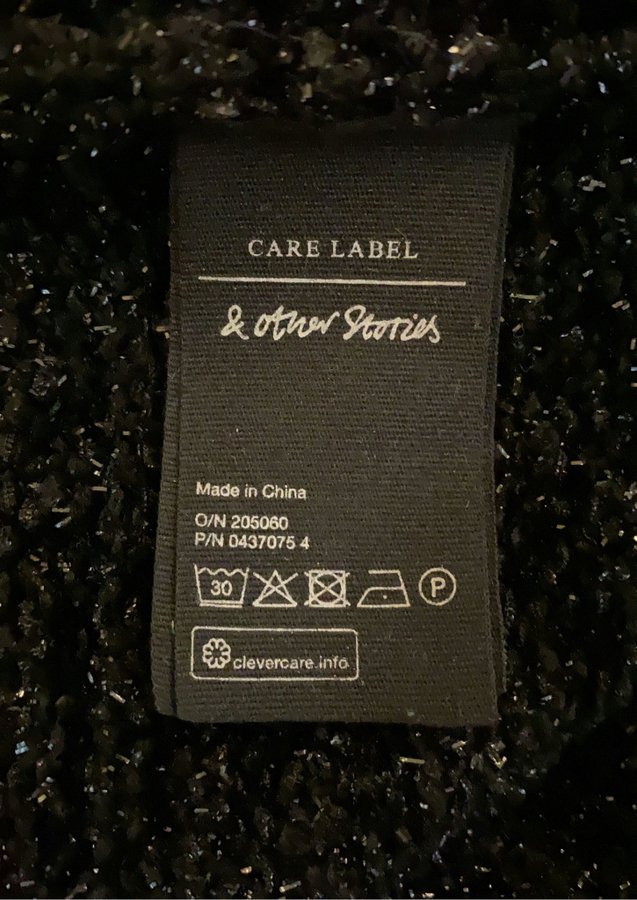 CARE LABEL
& other Stories
Made in China
O/N 205060
P/N 0437075 4
30
P
clevercare.info